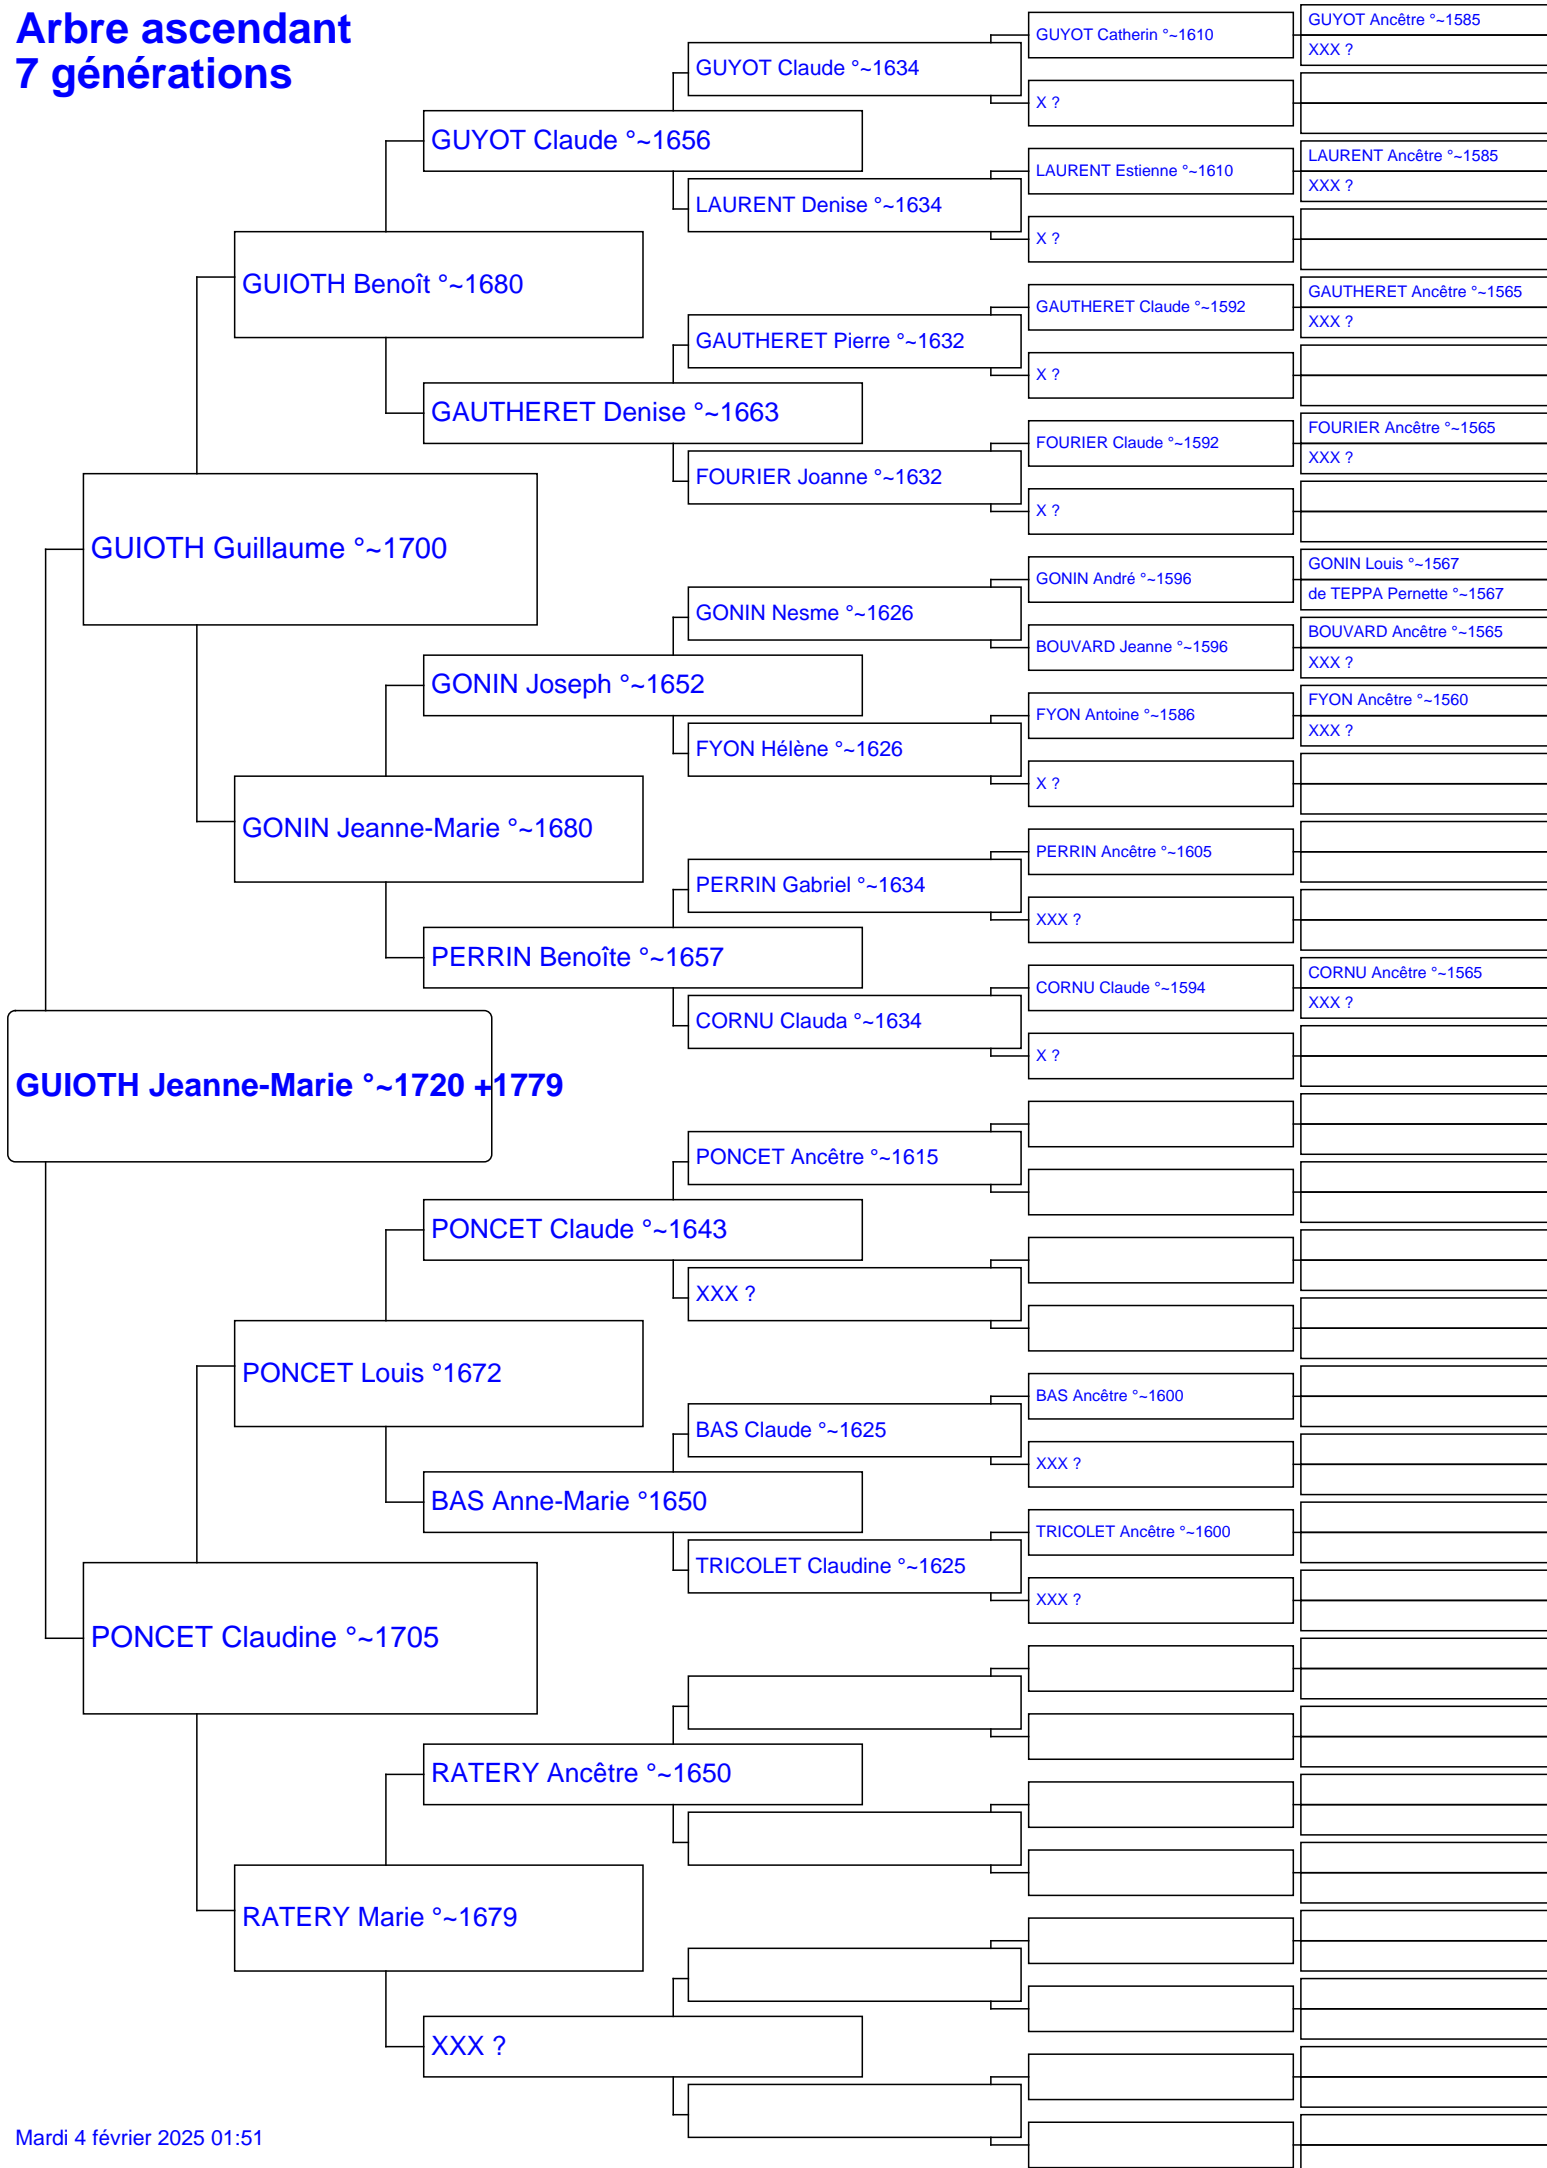 Arbre ascendant
7 générations
GUYOT Catherin °~1610
GUYOT Ancêtre °~1585
XXX ?
GUYOT Claude °~1634
X ?
GUYOT Claude °~1656
LAURENT Estienne °~1610
LAURENT Ancêtre °~1585
XXX ?
LAURENT Denise °~1634
X ?
GUIOTH Benoît °~1680
GAUTHERET Claude °~1592
GAUTHERET Ancêtre °~1565
XXX ?
GAUTHERET Pierre °~1632
X ?
GAUTHERET Denise °~1663
FOURIER Claude °~1592
FOURIER Ancêtre °~1565
XXX ?
FOURIER Joanne °~1632
X ?
GUIOTH Guillaume °~1700
GONIN André °~1596
GONIN Louis °~1567
de TEPPA Pernette °~1567
GONIN Nesme °~1626
BOUVARD Jeanne °~1596
BOUVARD Ancêtre °~1565
XXX ?
GONIN Joseph °~1652
FYON Antoine °~1586
FYON Ancêtre °~1560
XXX ?
FYON Hélène °~1626
X ?
GONIN Jeanne-Marie °~1680
PERRIN Ancêtre °~1605
PERRIN Gabriel °~1634
XXX ?
PERRIN Benoîte °~1657
CORNU Claude °~1594
CORNU Ancêtre °~1565
XXX ?
CORNU Clauda °~1634
X ?
GUIOTH Jeanne-Marie °~1720 +1779
PONCET Ancêtre °~1615
PONCET Claude °~1643
XXX ?
PONCET Louis °1672
BAS Ancêtre °~1600
BAS Claude °~1625
XXX ?
BAS Anne-Marie °1650
TRICOLET Ancêtre °~1600
TRICOLET Claudine °~1625
XXX ?
PONCET Claudine °~1705
RATERY Ancêtre °~1650
RATERY Marie °~1679
XXX ?
Mardi 4 février 2025 01:51